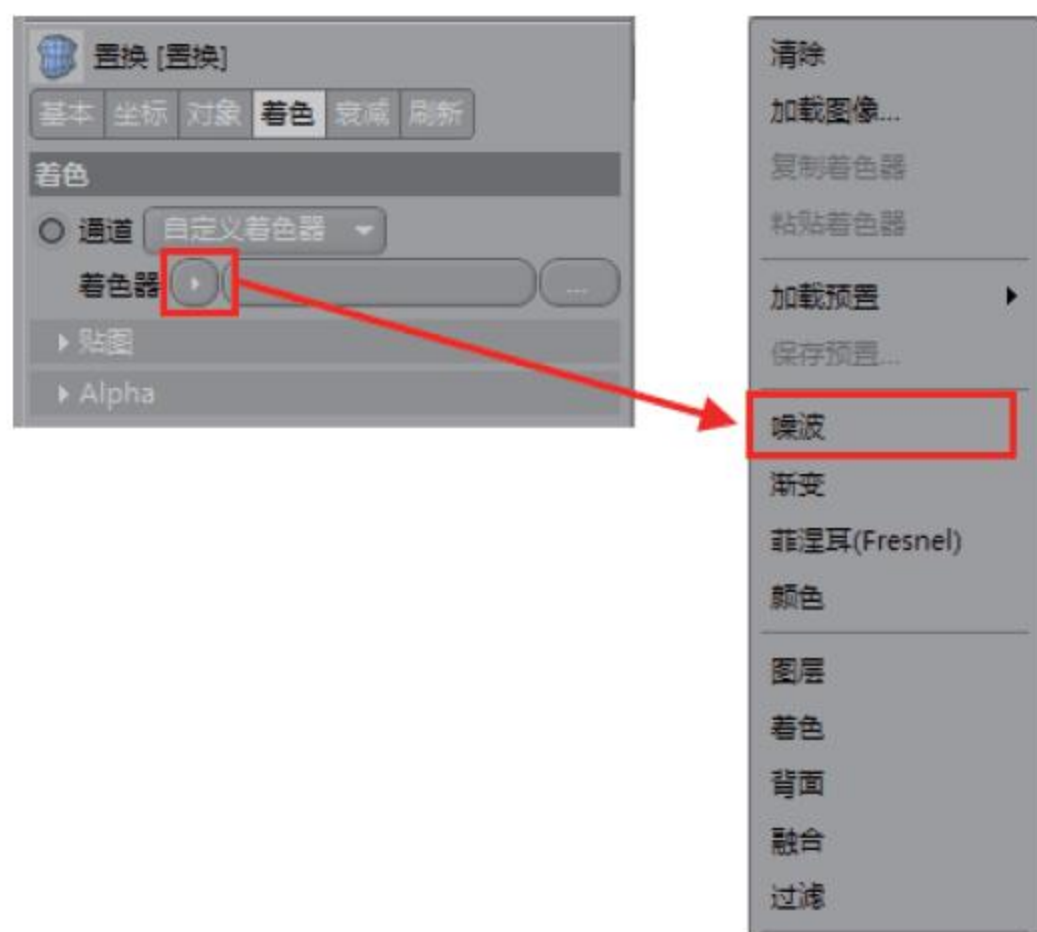 置换 [置换]
基本 坐标 对象 着色 衰减 刷新
着色
通道 自定义着色器
着色器 ...
贴图
Alpha
清除
加载图像...
复制着色器
粘贴着色器
加载预置
保存预置...
噪波
渐变
菲涅耳(Fresnel)
颜色
图层
着色
背面
融合
过滤